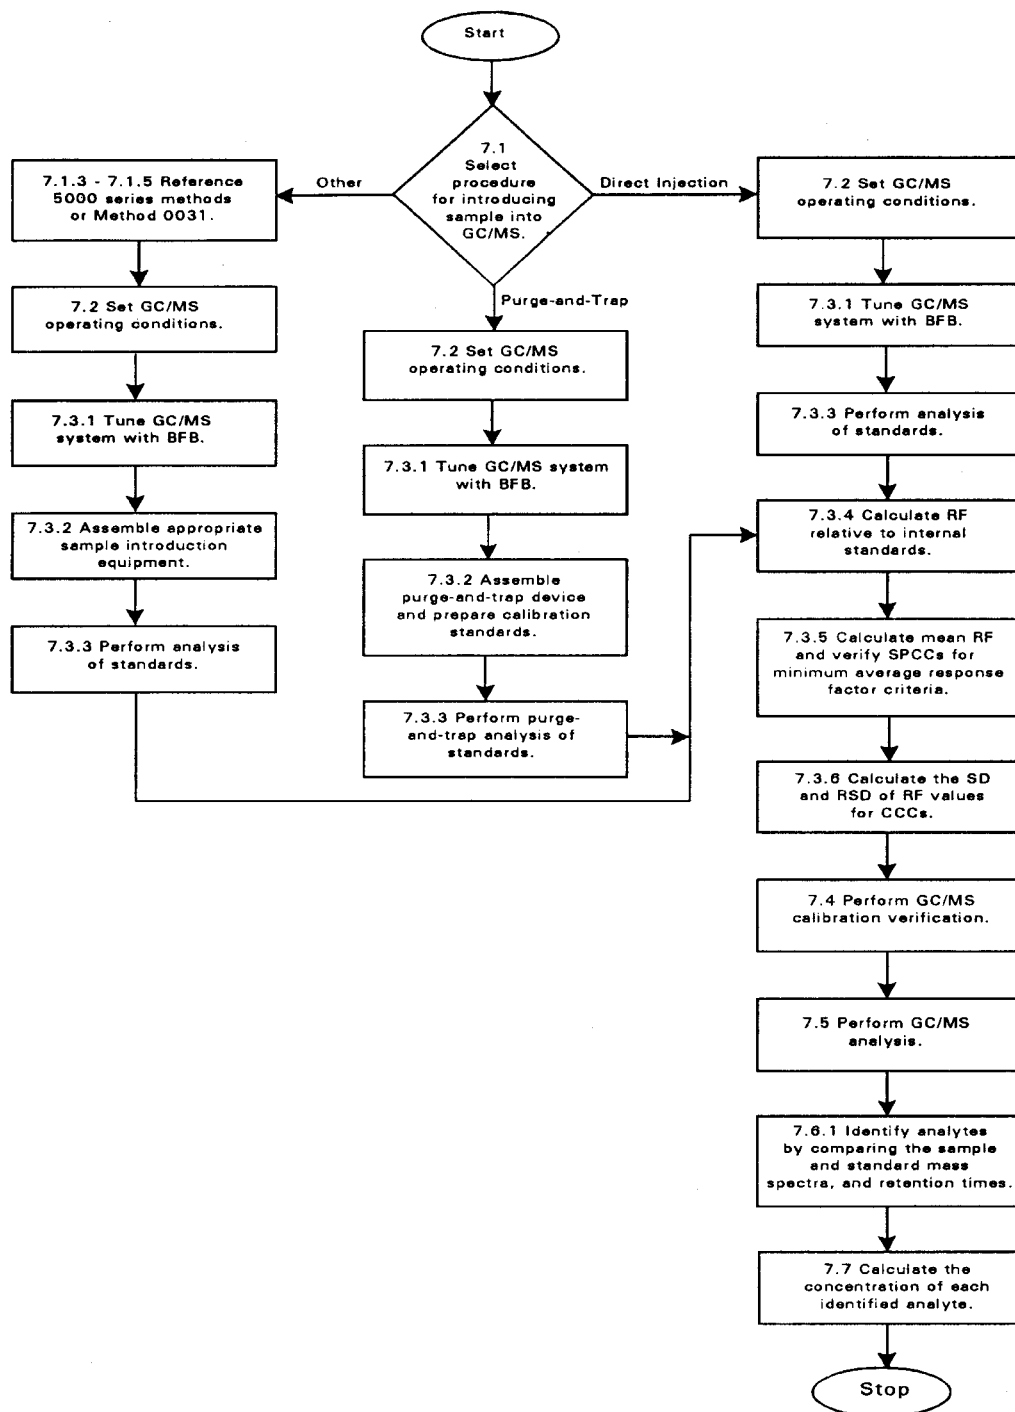 Start
7.1
Select
procedure
for introducing
sample into
GC/MS.
Other
Direct Injection
Purge-and-Trap
7.1.3 - 7.1.5 Reference
5000 series methods
or Method 0031.
7.2 Set GC/MS
operating conditions.
7.3.1 Tune GC/MS
system with BFB.
7.3.2 Assemble appropriate
sample introduction
equipment.
7.3.3 Perform analysis
of standards.
7.2 Set GC/MS
operating conditions.
7.3.1 Tune GC/MS system
with BFB.
7.3.2 Assemble
purge-and-trap device
and prepare calibration
standards.
7.3.3 Perform purge-
and-trap analysis of
standards.
7.2 Set GC/MS
operating conditions.
7.3.1 Tune GC/MS
system with BFB.
7.3.3 Perform analysis
of standards.
7.3.4 Calculate RF
relative to internal
standards.
7.3.5 Calculate mean RF
and verify SPCCs for
minimum average response
factor criteria.
7.3.6 Calculate the SD
and RSD of RF values
for CCCs.
7.4 Perform GC/MS
calibration verification.
7.5 Perform GC/MS
analysis.
7.6.1 Identify analytes
by comparing the sample
and standard mass
spectra, and retention times.
7.7 Calculate the
concentration of each
identified analyte.
Stop